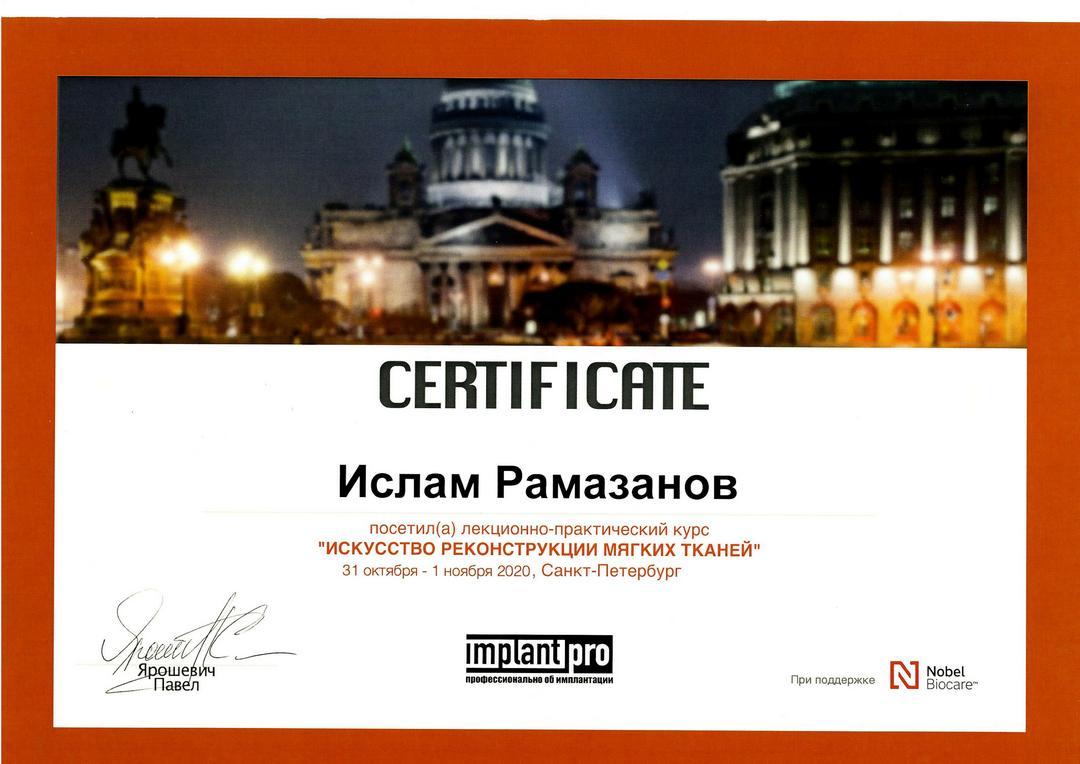 CERTIFICATE
Ислам Рамазанов
посетил(а) лекционно-практический курс
"ИСКУССТВО РЕКОНСТРУКЦИИ МЯГКИХ ТКАНЕЙ"
31 октября - 1 ноября 2020, Санкт-Петербург
Ярошевич
Павел
implant pro
профессионально об имплантации
При поддержке
Nobel
Biocare™